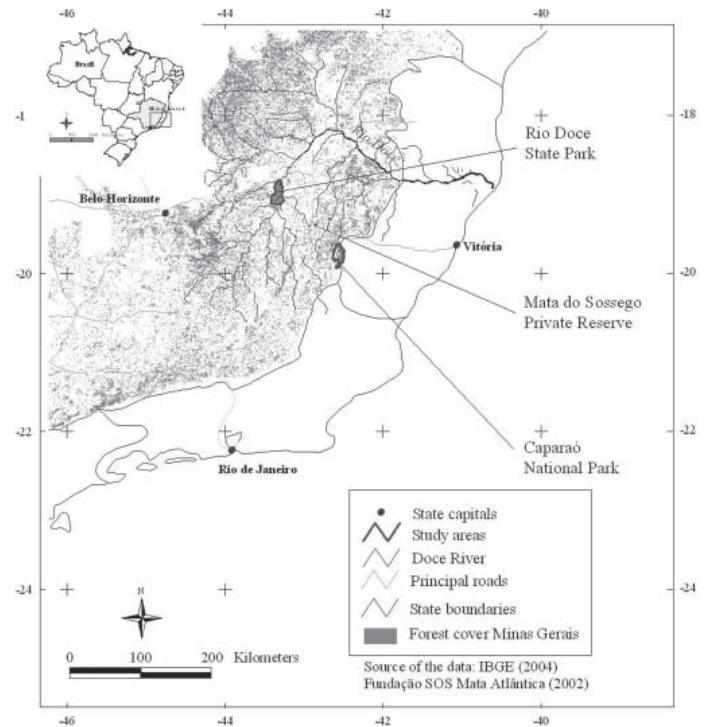 -46
-44
-42
-40
Brazil
-1
-18
Rio Doce
State Park
Belo Horizonte
Vitória
-20
-20
Mata do Sossego
Private Reserve
-22
-22
Caparaó
National Park
Rio de Janeiro
State capitals
Study areas
Doce River
Principal roads
State boundaries
Forest cover Minas Gerais
-24
-24
N
0 100 200 Kilometers
Source of the data: IBGE (2004)
Fundação SOS Mata Atlântica (2002)
-46
-44
-42
-40